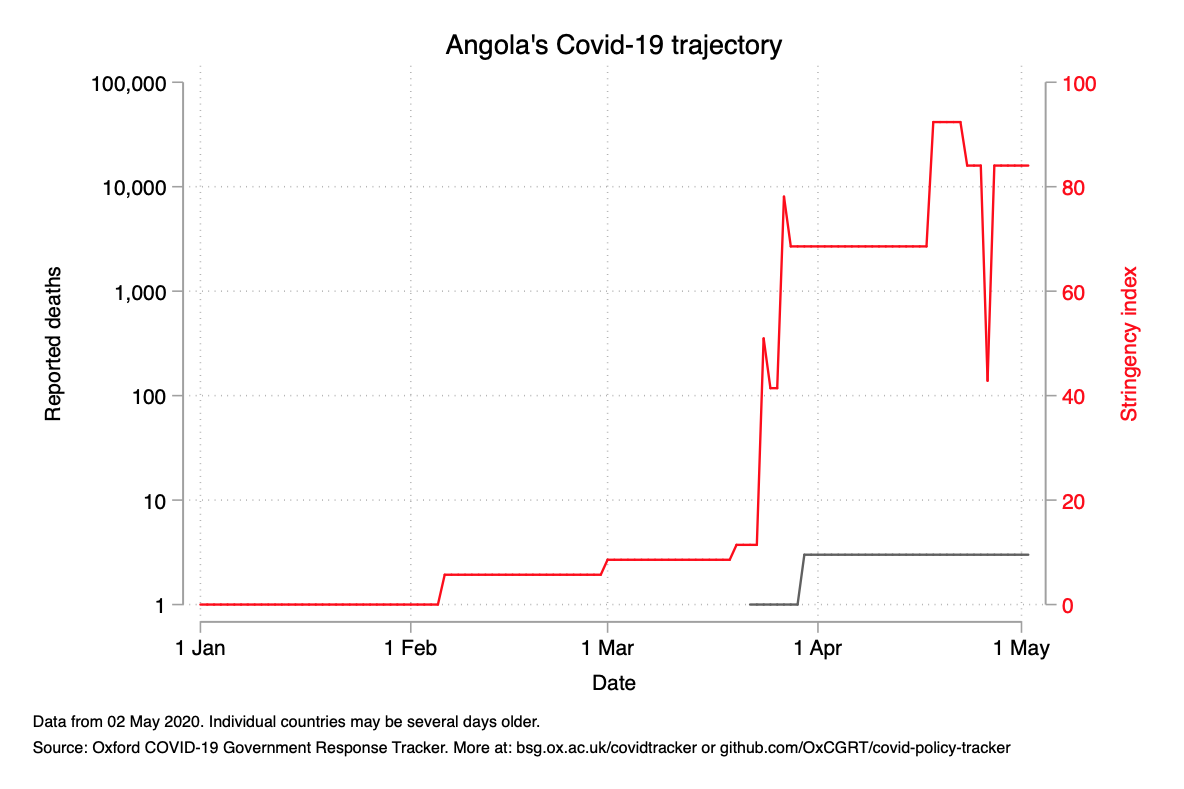 Angola's Covid-19 trajectory
100,000
10,000
1,000
100
10
1
Reported deaths
100
80
60
40
20
0
Stringency index
1 Jan
1 Feb
1 Mar
1 Apr
1 May
Date
Data from 02 May 2020. Individual countries may be several days older.
Source: Oxford COVID-19 Government Response Tracker. More at: bsg.ox.ac.uk/covidtracker or github.com/OxCGRT/covid-policy-tracker